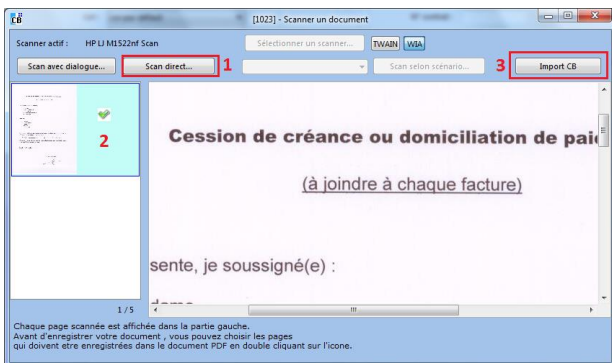 CB [1023] - Scanner un document
Scanner actif : HP LJ M1522nf Scan Sélectionner un scanner... TWAIN WIA
Scan avec dialogue... Scan direct... 1 Scan selon scénario... 3 Import CB
2
Cession de créance ou domiciliation de paie
(à joindre à chaque facture)
sente, je soussigné(e) :
1 / 5
Chaque page scannée est affichée dans la partie gauche.
Avant d'enregistrer votre document , vous pouvez choisir les pages
qui doivent etre enregistrées dans le document PDF en double cliquant sur l'icone.